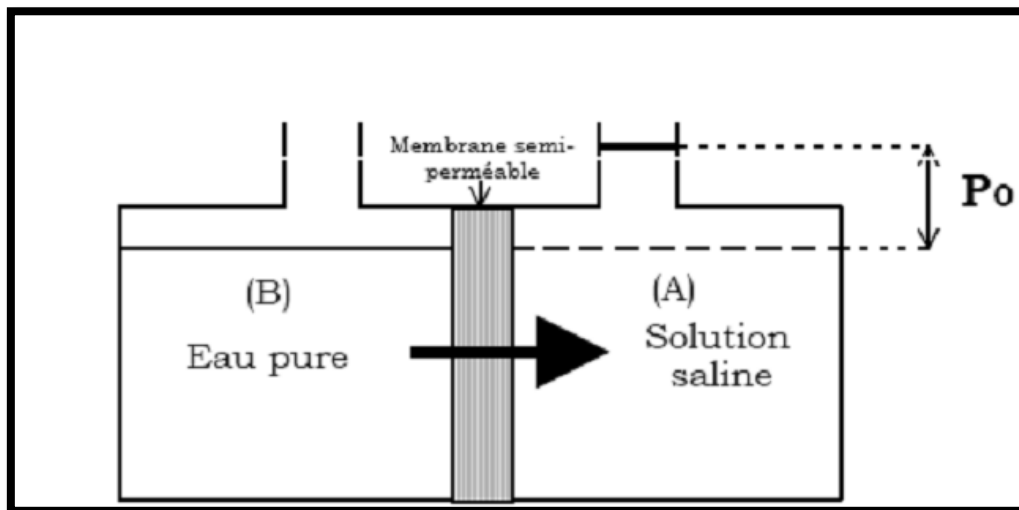 Membrane semi-
perméable
Po
(B)
Eau pure
(A)
Solution
saline